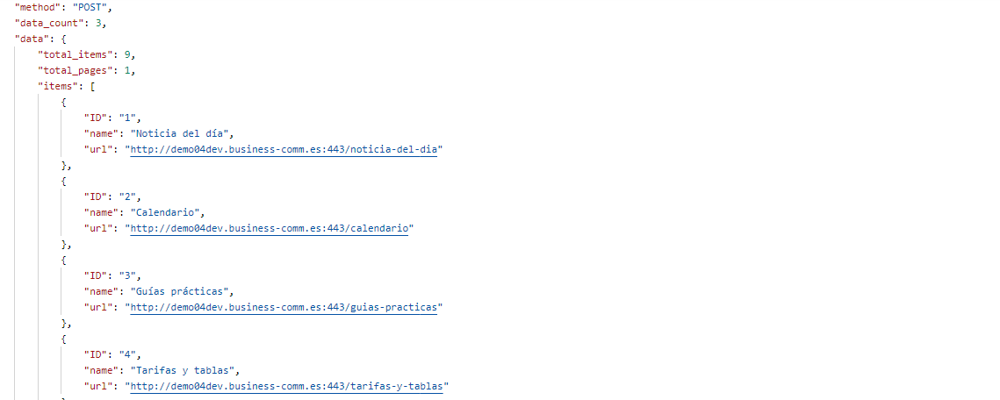 "method": "POST",
"data_count": 3,
"data": {
"total_items": 9,
"total_pages": 1,
"items": [
{
"ID": "1",
"name": "Noticia del día",
"url": "http://demo04dev.business-comm.es:443/noticia-del-dia"
},
{
"ID": "2",
"name": "Calendario",
"url": "http://demo04dev.business-comm.es:443/calendario"
},
{
"ID": "3",
"name": "Guías prácticas",
"url": "http://demo04dev.business-comm.es:443/guias-practicas"
},
{
"ID": "4",
"name": "Tarifas y tablas",
"url": "http://demo04dev.business-comm.es:443/tarifas-y-tablas"